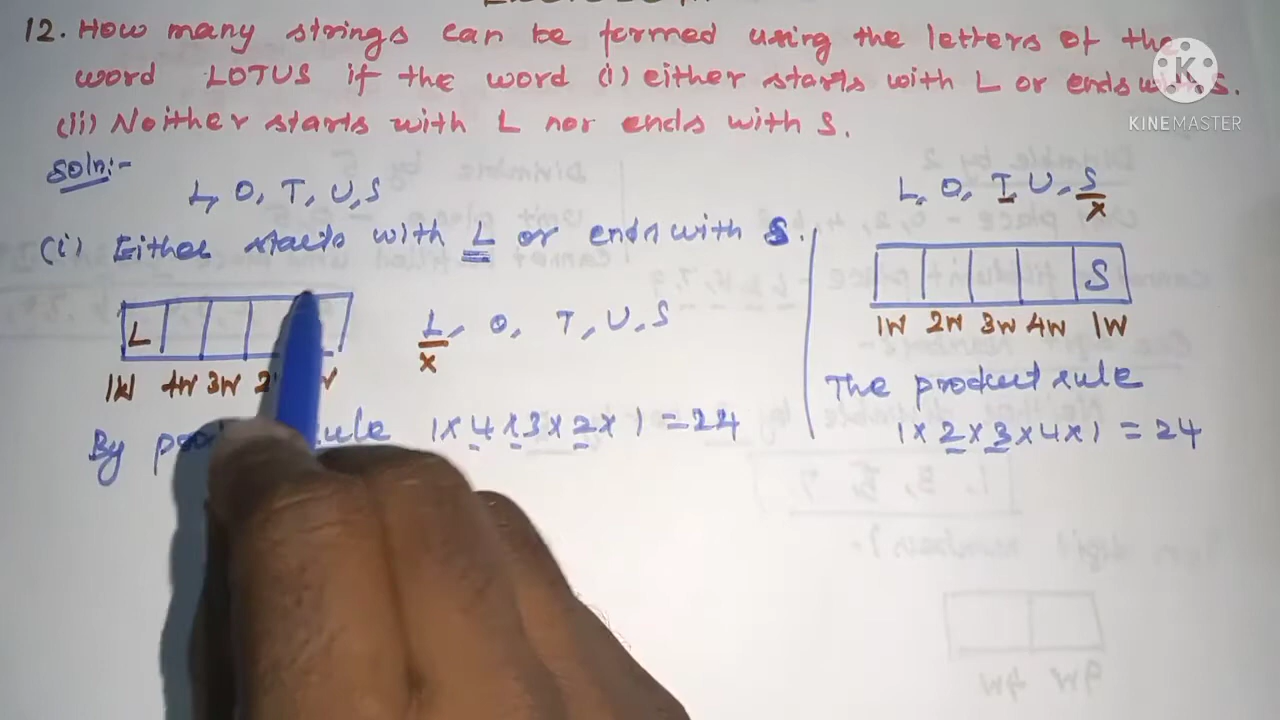 12. How many strings can be formed using the letters of the
word LOTUS if the word (i) either starts with L or ends with S.
(ii) Neither starts with L nor ends with S.
Soln:-
L, O, T, U, S
(i) Either starts with L or ends with S.
L
L, O, T, U, S
x
1W 4W 3W
By rule 1 x 4 x 3 x 2 x 1 = 24
L, O, T, U, S
x
S
1W 2W 3W 4W 1W
The product rule
1 x 2 x 3 x 4 x 1 = 24
K
KINEMASTER